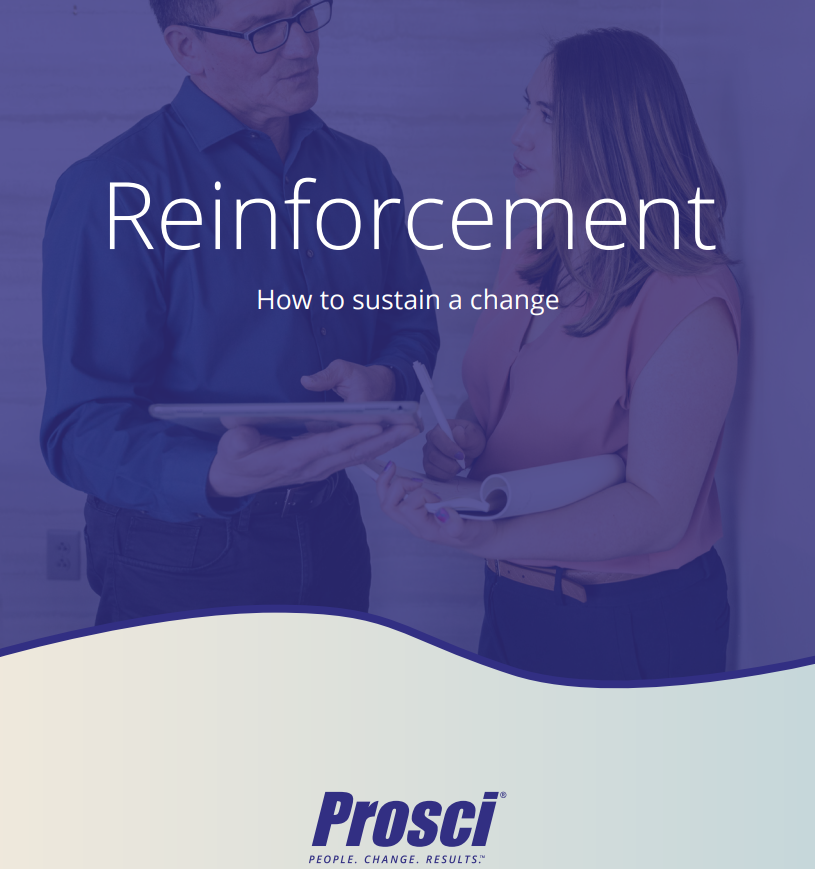 Reinforcement
How to sustain a change
Prosci®
PEOPLE. CHANGE. RESULTS.™